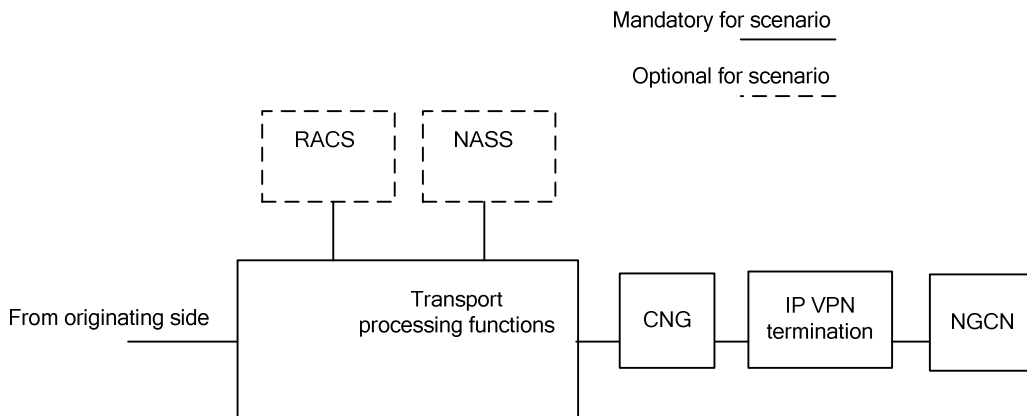 Mandatory for scenario
Optional for scenario
RACS
NASS
From originating side
Transport
processing functions
CNG
IP VPN
termination
NGCN